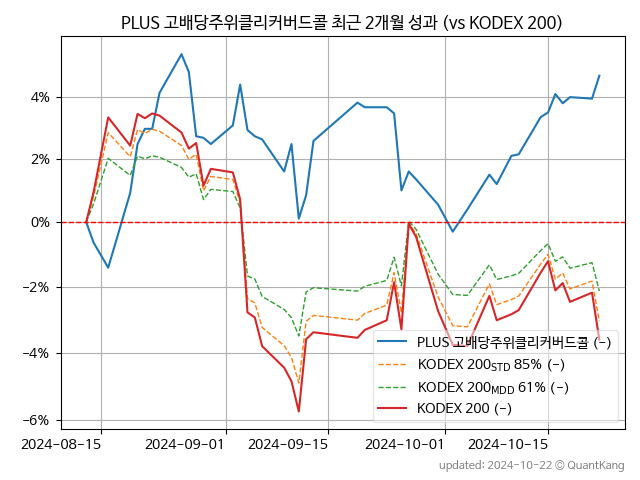 PLUS 고배당주위클리커버드콜 최근 2개월 성과 (vs KODEX 200)
4%
2%
0%
−2%
−4%
−6%
PLUS 고배당주위클리커버드콜 (-)
KODEX 200STD 85% (-)
KODEX 200MDD 61% (-)
KODEX 200 (-)
2024-08-15
2024-09-01
2024-09-15
2024-10-01
2024-10-15
updated: 2024-10-22 © QuantKang